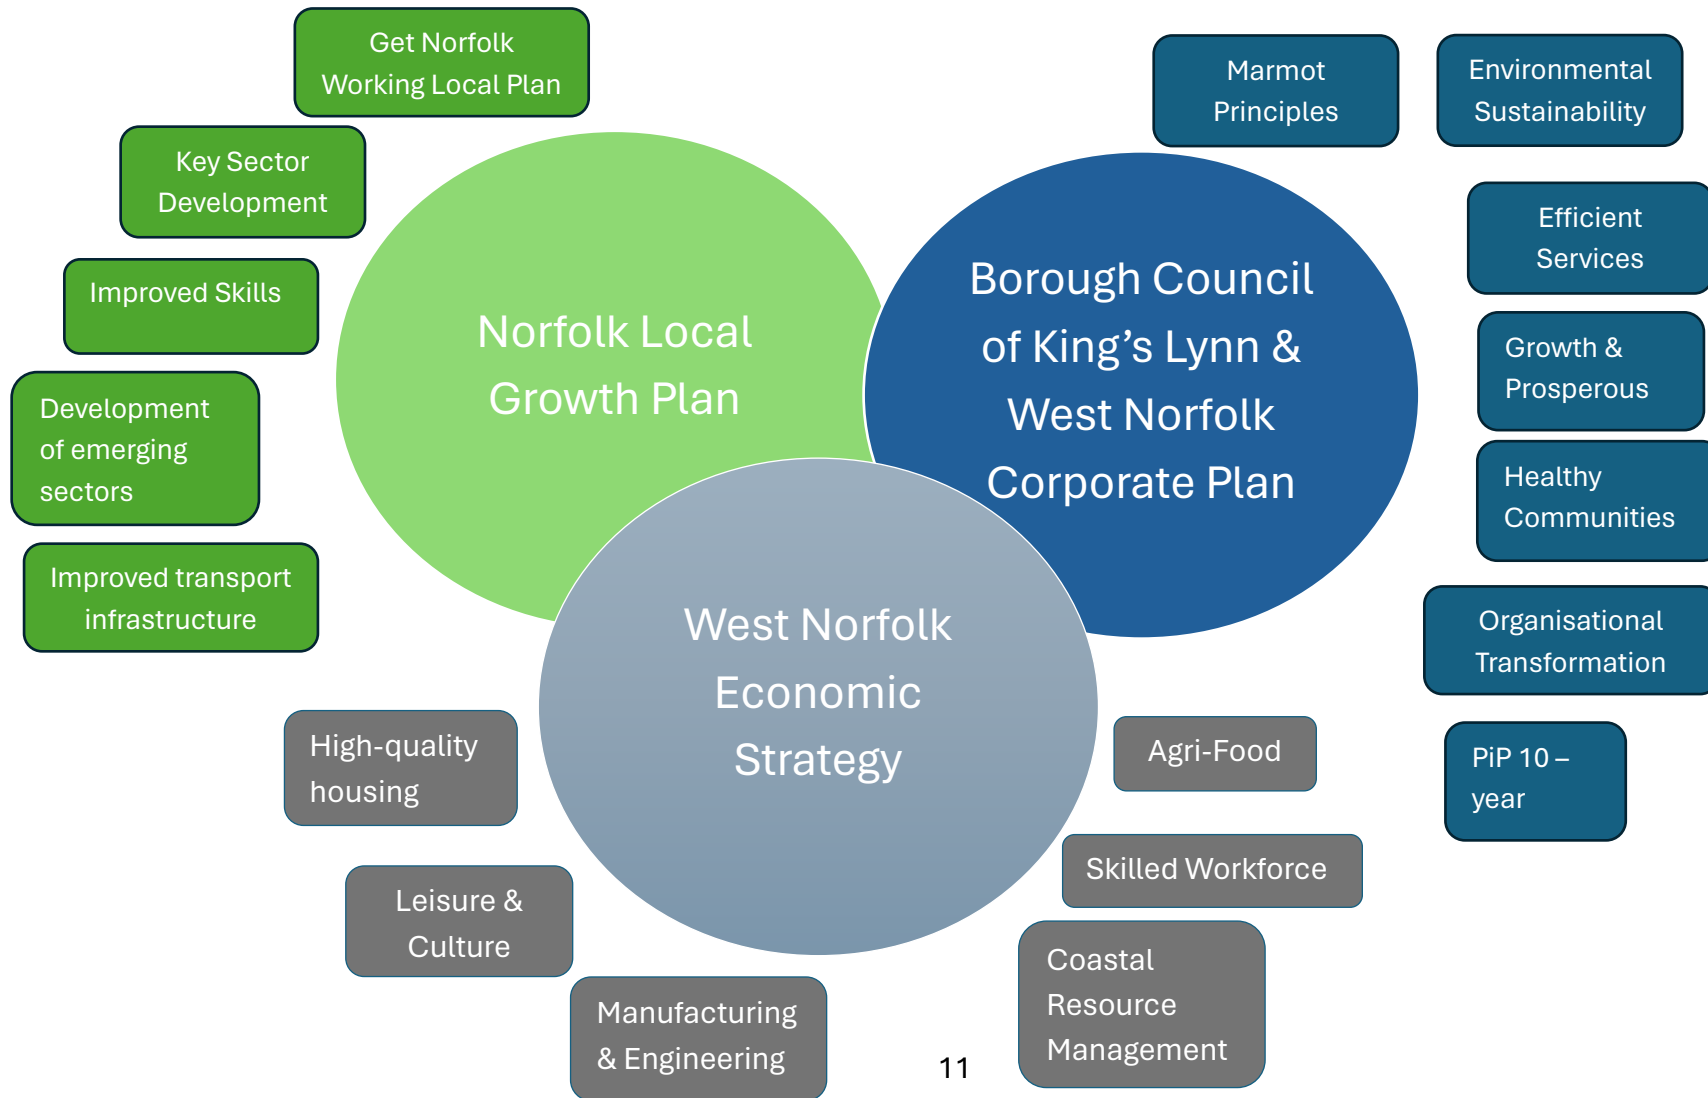 Get Norfolk
Working Local Plan
Key Sector
Development
Improved Skills
Development
of emerging
sectors
Improved transport
infrastructure
Norfolk Local
Growth Plan
Borough Council
of King’s Lynn &
West Norfolk
Corporate Plan
Marmot
Principles
Environmental
Sustainability
Efficient
Services
Growth &
Prosperous
Healthy
Communities
Organisational
Transformation
PiP 10 –
year
West Norfolk
Economic
Strategy
High-quality
housing
Leisure &
Culture
Manufacturing
& Engineering
Agri-Food
Skilled Workforce
Coastal
Resource
Management
11